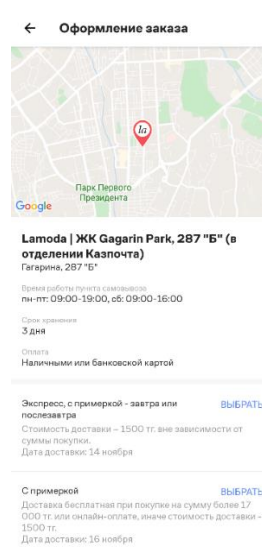 ← Оформление заказа
la
Парк Первого
Президента
Google
Lamoda | ЖК Gagarin Park, 287 "Б" (в
отделении Казпочта)
Гагарина, 287 "Б"
Время работы пункта самовывоза
пн-пт: 09:00-19:00, сб: 09:00-16:00
Срок хранения
3 дня
Оплата
Наличными или банковской картой
Экспресс, с примеркой - завтра или ВЫБРАТЬ
послезавтра
Стоимость доставки – 1500 тг. вне зависимости от
суммы покупки.
Дата доставки: 14 ноября
С примеркой ВЫБРАТЬ
Доставка бесплатная при покупке на сумму более 17
000 тг. или онлайн-оплате, иначе стоимость доставки –
1500 тг.
Дата доставки: 16 ноября